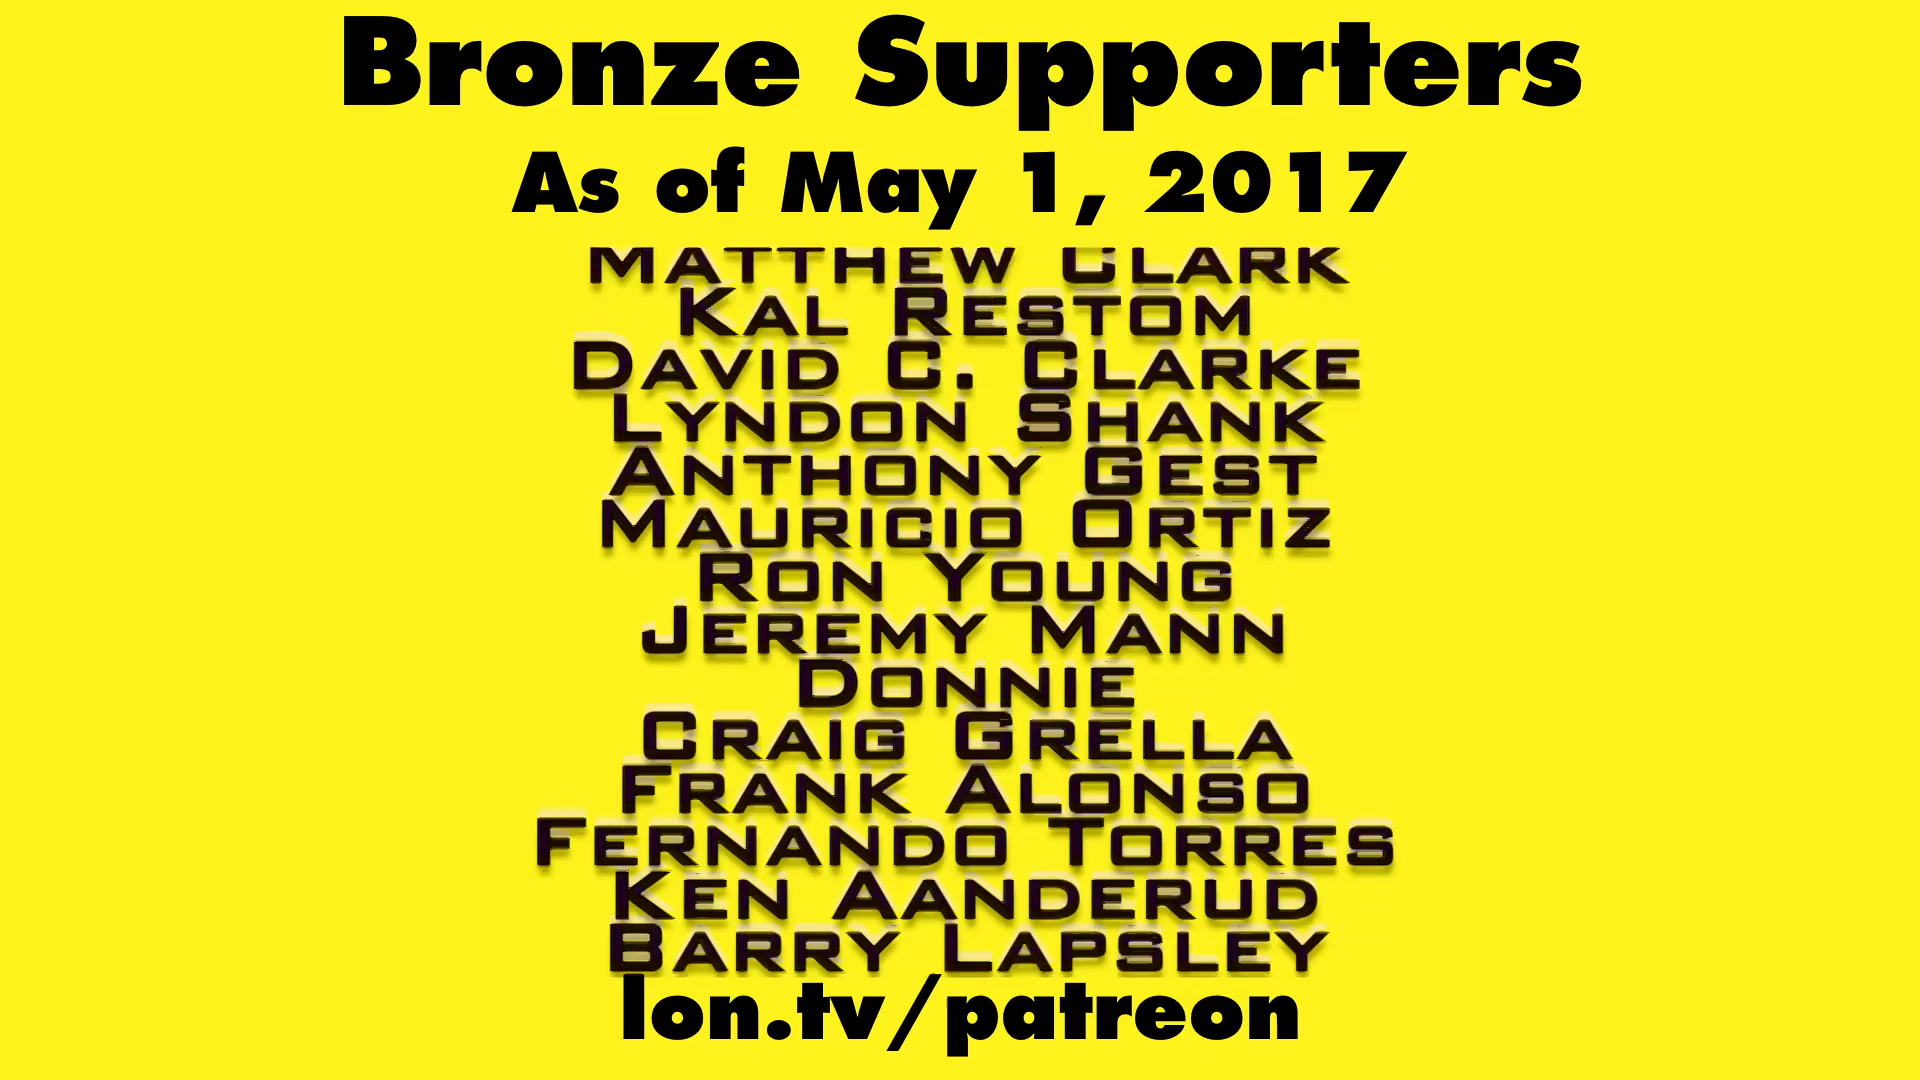 Bronze Supporters
As of May 1, 2017
Matthew Clark
Kal Restom
David C. Clarke
Lyndon Shank
Anthony Gest
Mauricio Ortiz
Ron Young
Jeremy Mann
Donnie
Craig Grella
Frank Alonso
Fernando Torres
Ken Aanderud
Barry Lapsley
lon.tv/patreon